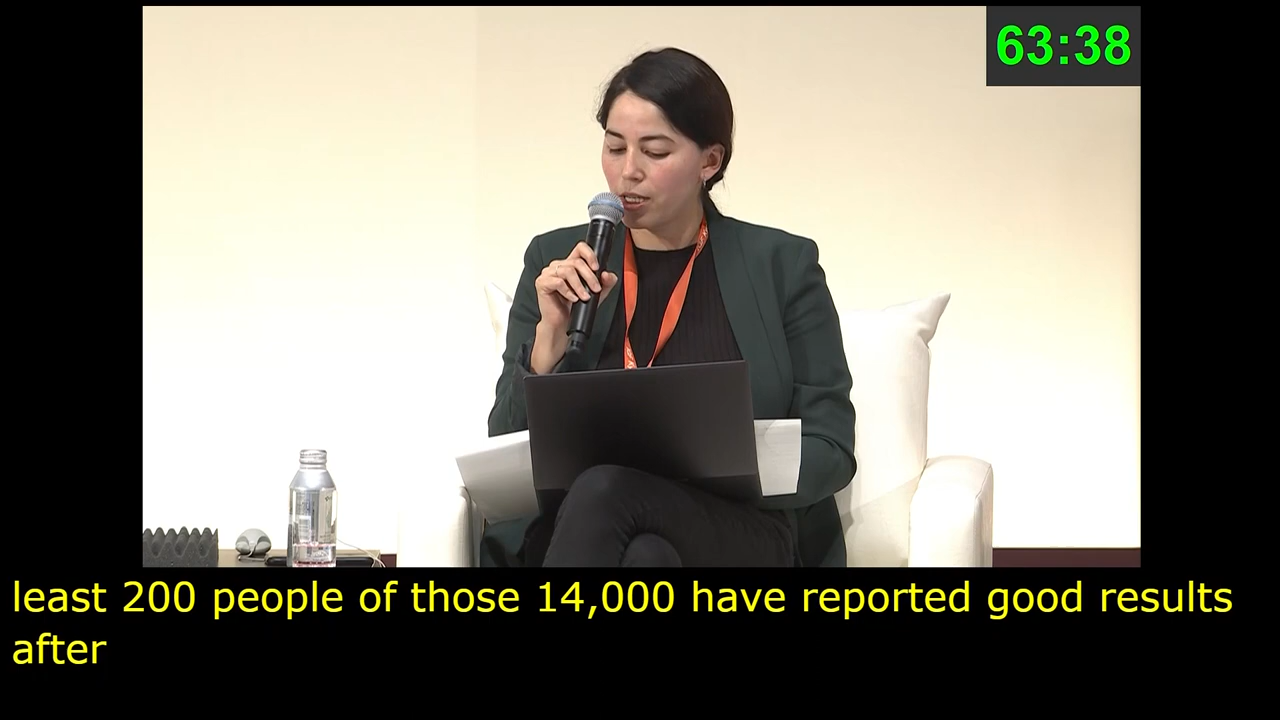 63:38
least 200 people of those 14,000 have reported good results
after